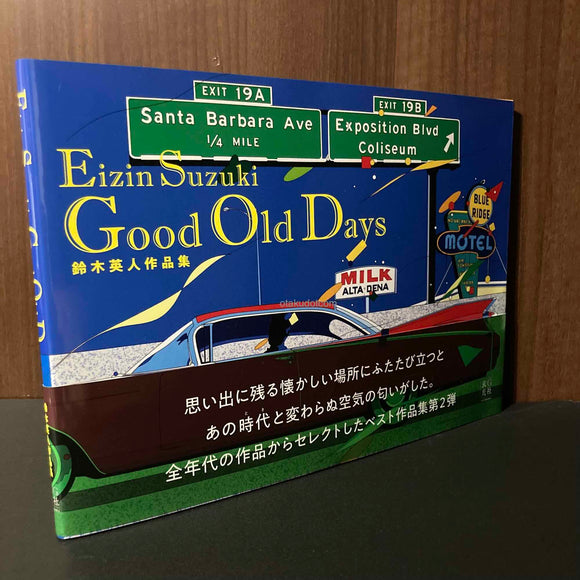 EXIT 19A
Santa Barbara Ave
1/4 MILE
EXIT 19B
Exposition Blvd
Coliseum
Eizin Suzuki
Good Old Days
鈴木英人作品集
BLUE
RIDGE
MOTEL
MILK
ALTA-DENA
otakudot.com
思い出に残る懐かしい場所にふたたび立つと
あの時代と変わらぬ空気の匂いがした。
全年代の作品からセレクトしたベスト作品集第2弾